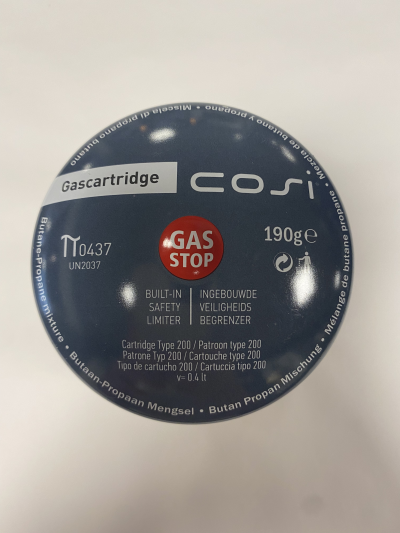 Gascartridge
cosi
π0437
UN2037
GAS
STOP
190g℮
BUILT-IN
SAFETY
LIMITER
INGEBOUWDE
VEILIGHEIDS
BEGRENZER
Cartridge Type 200 / Patroon type 200
Patrone Typ 200 / Cartouche type 200
Tipo de cartucho 200 / Cartuccia tipo 200
v= 0.4 lt
Butane-Propane mixture • Butaan-Propaan Mengsel • Butan Propan Mischung • Mélange de butane propane • Mezcla de butano y propano • Miscela di propano butano